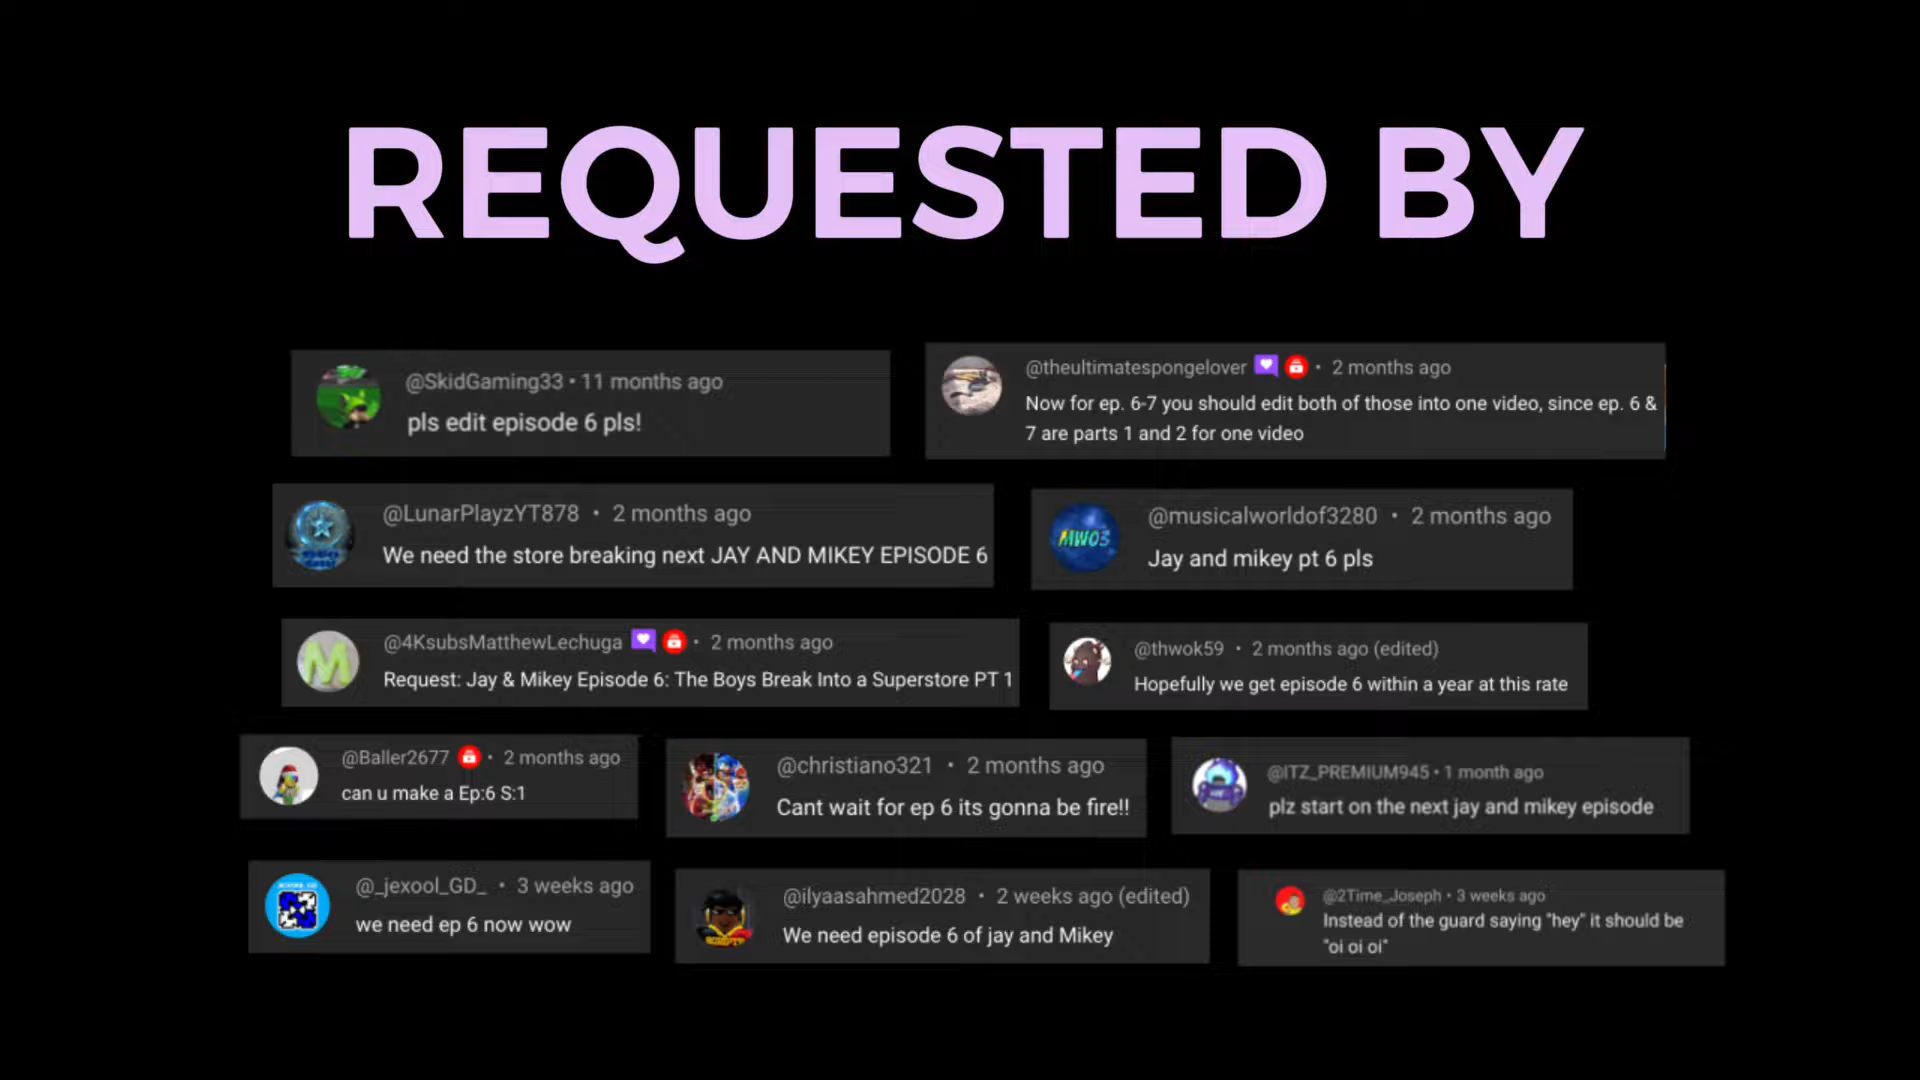 REQUESTED BY
@SkidGaming33 • 11 months ago
pls edit episode 6 pls!
@theultimatespongelover • 2 months ago
Now for ep. 6-7 you should edit both of those into one video, since ep. 6 &
7 are parts 1 and 2 for one video
@LunarPlayzYT878 • 2 months ago
We need the store breaking next JAY AND MIKEY EPISODE 6
MW03
@musicalworldof3280 • 2 months ago
Jay and mikey pt 6 pls
M
@4KsubsMatthewLechuga • 2 months ago
Request: Jay & Mikey Episode 6: The Boys Break Into a Superstore PT 1
@thwok59 • 2 months ago (edited)
Hopefully we get episode 6 within a year at this rate
@Baller2677 • 2 months ago
can u make a Ep:6 S:1
@christiano321 • 2 months ago
Cant wait for ep 6 its gonna be fire!!
@ITZ_PREMIUM945 • 1 month ago
plz start on the next jay and mikey episode
@_jexool_GD_ • 3 weeks ago
we need ep 6 now wow
@ilyaasahmed2028 • 2 weeks ago (edited)
We need episode 6 of jay and Mikey
@2Time_Joseph • 3 weeks ago
Instead of the guard saying "hey" it should be
"oi oi oi"